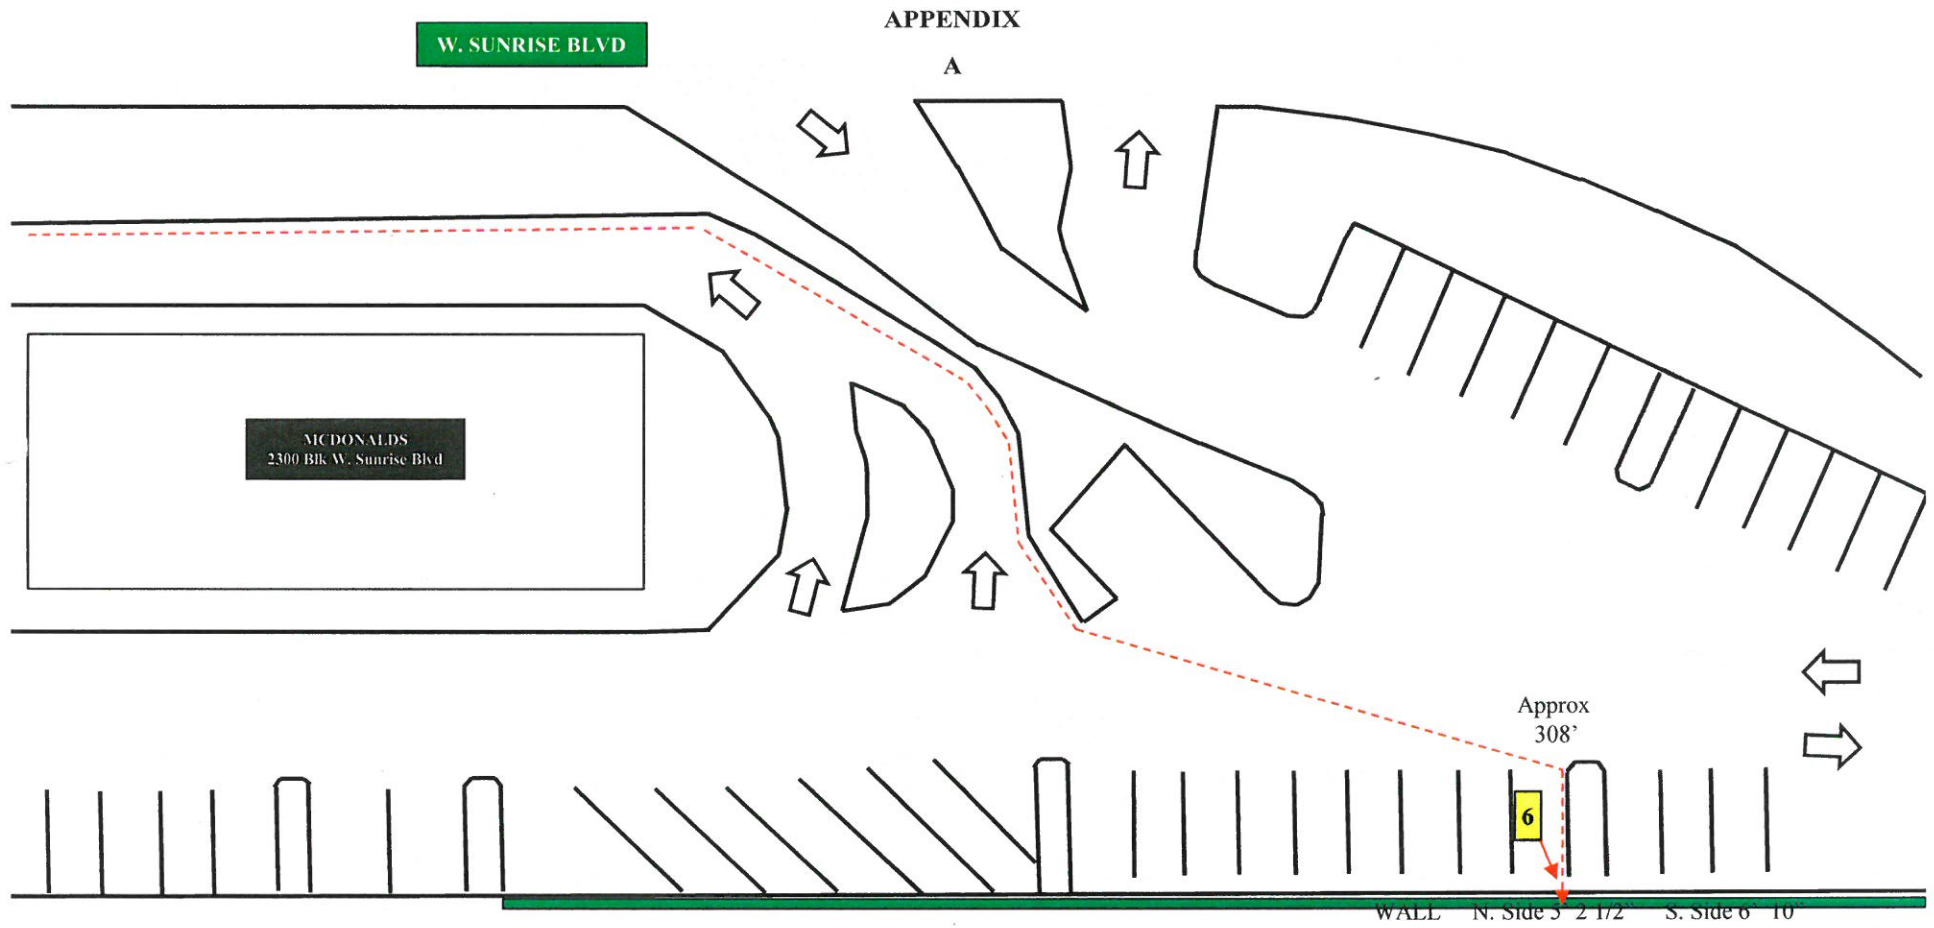 APPENDIX
W. SUNRISE BLVD
A
MCDONALDS
2300 Blk W. Sunrise Blvd
Approx
308’
6
WALL N. Side 5’ 2 1/2” S. Side 6’ 10”